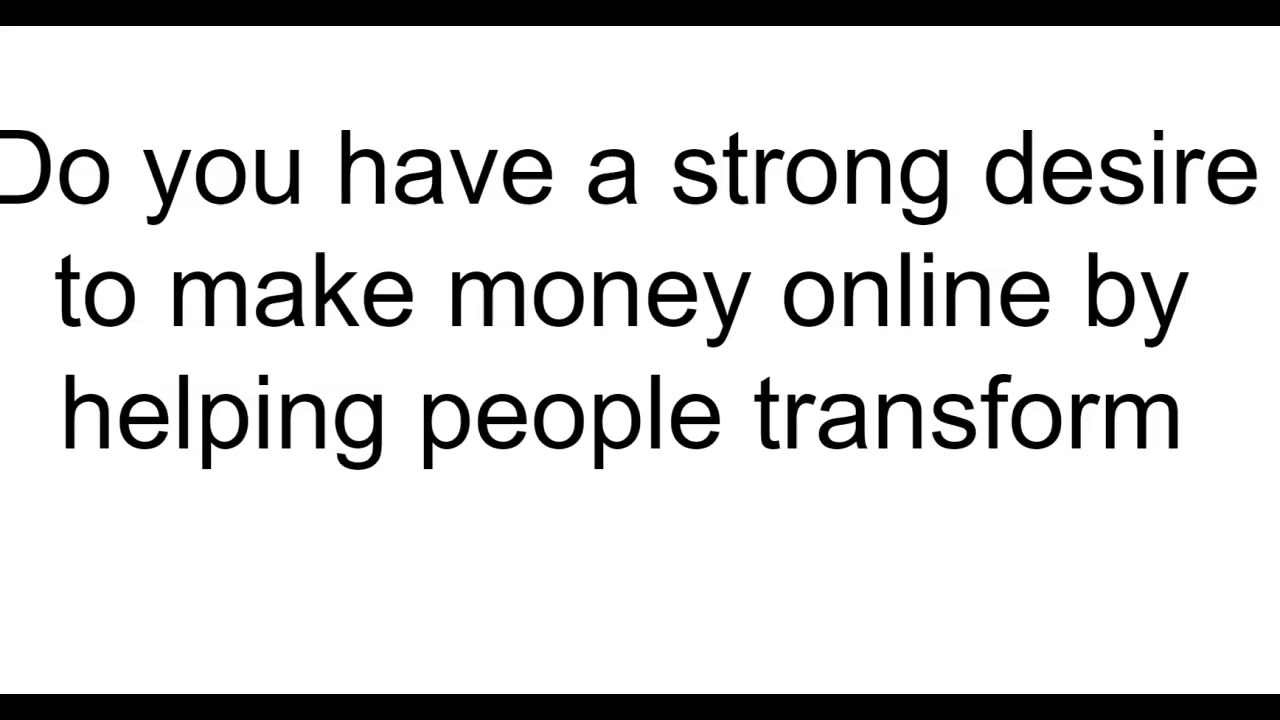 Do you have a strong desire
to make money online by
helping people transform